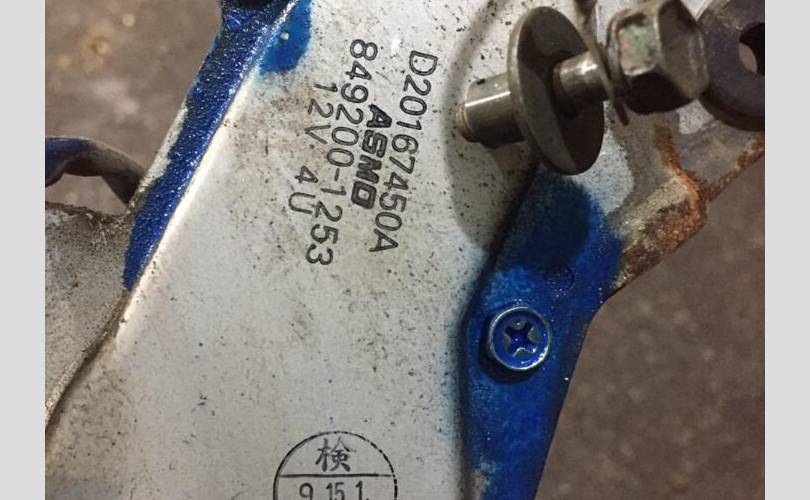 D20167450A
ASMO
849200-1253
12V 4U
検
9.15.1.